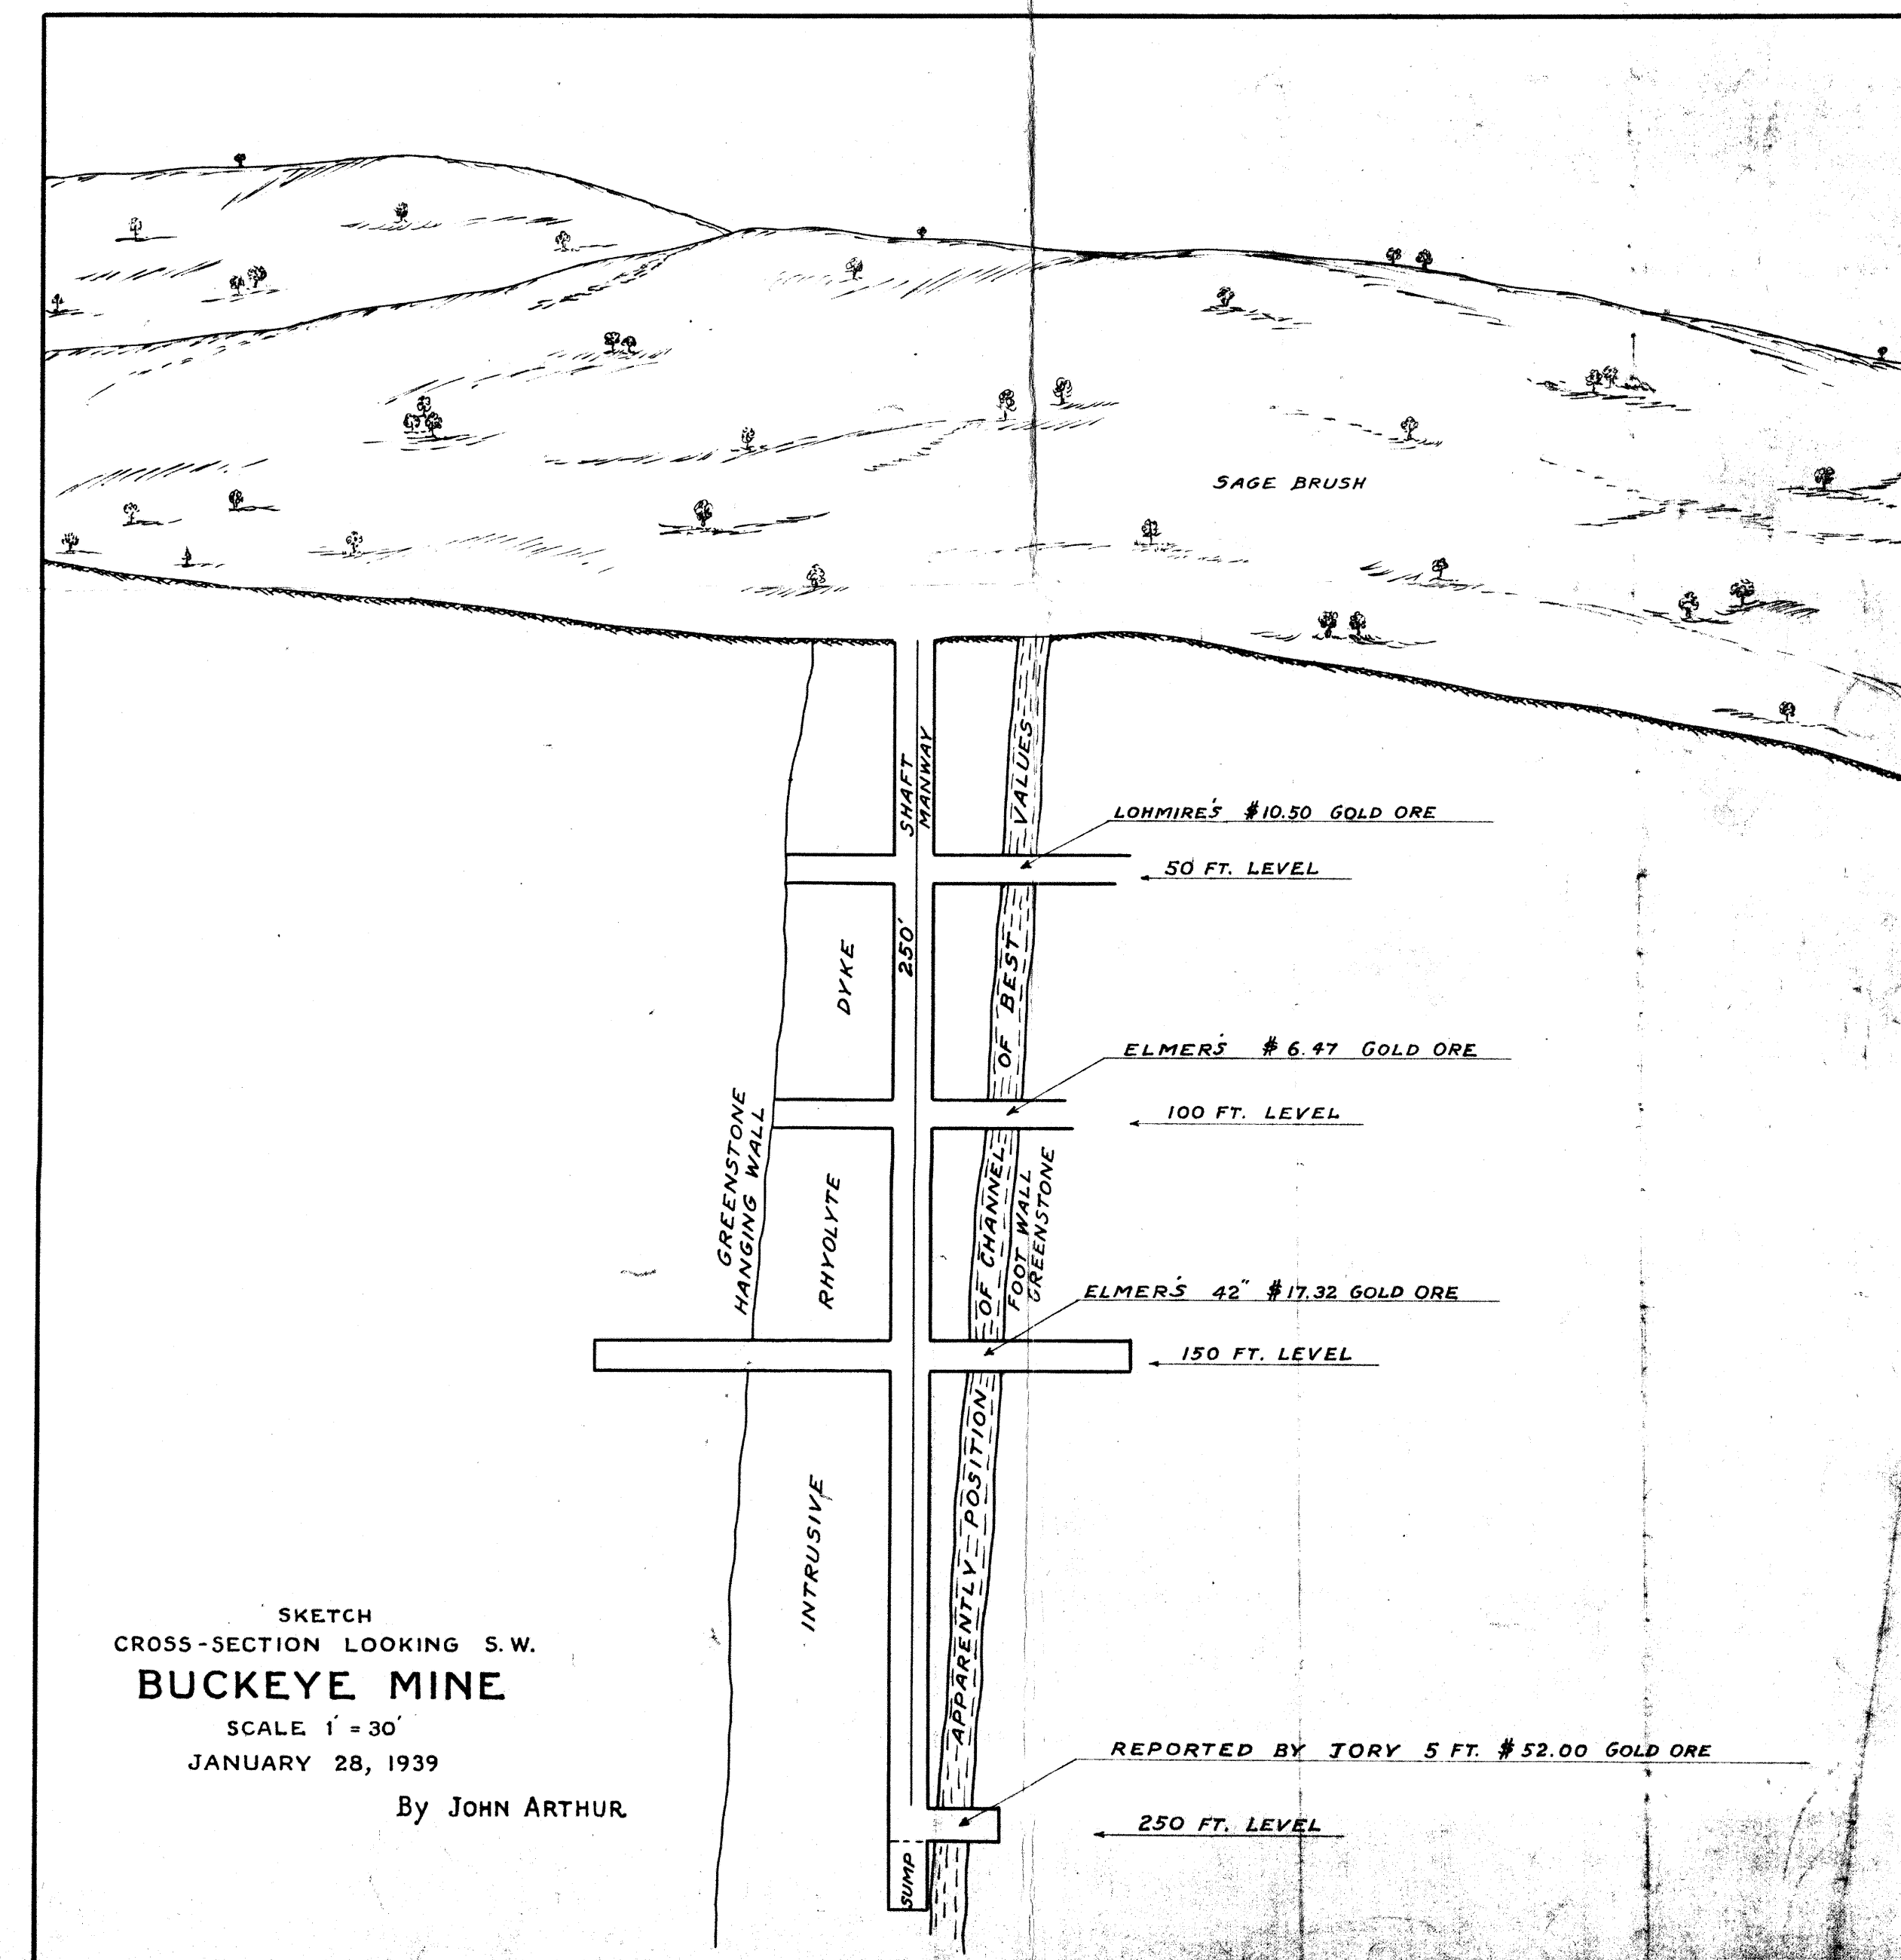 SAGE BRUSH
SHAFT
MANWAY
250'
VALUES
OF BEST
OF CHANNEL
APPARENTLY POSITION
LOHMIRE'S $10.50 GOLD ORE
50 FT. LEVEL
DYKE
ELMER'S $6.47 GOLD ORE
100 FT. LEVEL
GREENSTONE
HANGING WALL
RHYOLYTE
FOOT WALL
GREENSTONE
ELMER'S 42" $17.32 GOLD ORE
150 FT. LEVEL
INTRUSIVE
REPORTED BY JORY 5 FT. $52.00 GOLD ORE
250 FT. LEVEL
SUMP
SKETCH
CROSS-SECTION LOOKING S.W.
BUCKEYE MINE
SCALE 1' = 30'
JANUARY 28, 1939
By JOHN ARTHUR